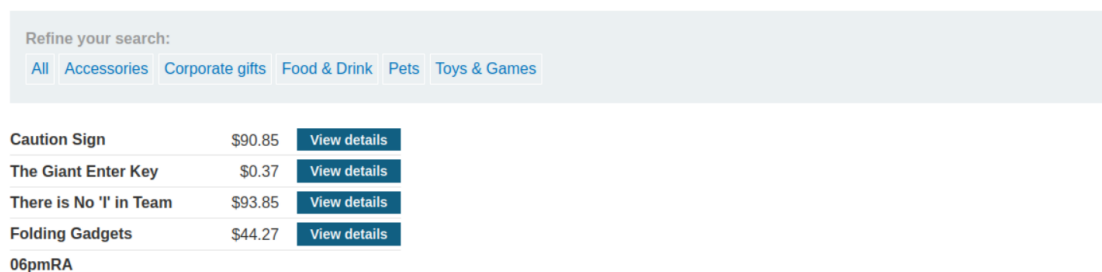 Refine your search:
All Accessories Corporate gifts Food & Drink Pets Toys & Games
Caution Sign $90.85 View details
The Giant Enter Key $0.37 View details
There is No 'I' in Team $93.85 View details
Folding Gadgets $44.27 View details
06pmRA